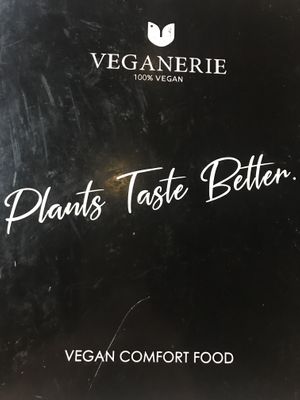 VEGANERIE
100% VEGAN
Plants Taste Better.
VEGAN COMFORT FOOD